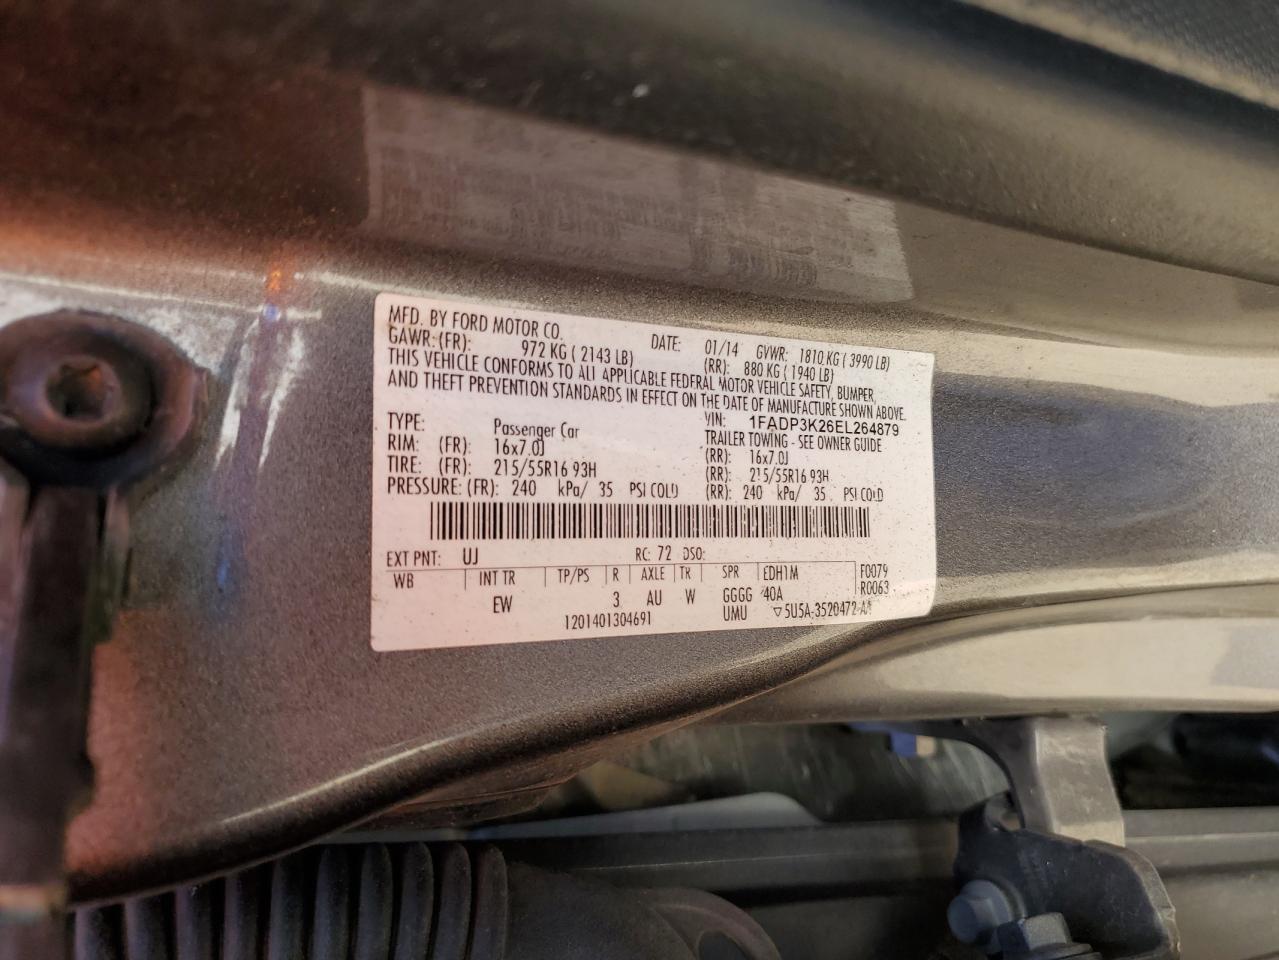 MFD. BY FORD MOTOR CO. DATE: 01/14 GVWR: 1810 KG ( 3990 LB)
GAWR:(FR): 972 KG ( 2143 LB) (RR): 880 KG ( 1940 LB)
THIS VEHICLE CONFORMS TO ALL APPLICABLE FEDERAL MOTOR VEHICLE SAFETY, BUMPER,
AND THEFT PREVENTION STANDARDS IN EFFECT ON THE DATE OF MANUFACTURE SHOWN ABOVE.
VIN: 1FADP3K26EL264879
TYPE: Passenger Car TRAILER TOWING - SEE OWNER GUIDE
RIM: (FR): 16x7.0J (RR): 16x7.0J
TIRE: (FR): 215/55R16 93H (RR): 215/55R16 93H
PRESSURE: (FR): 240 kPa/ 35 PSI COLD (RR): 240 kPa/ 35 PSI COLD
EXT PNT: UJ RC: 72 DSO: F0079
WB INT TR TP/PS R AXLE TR SPR EDH1M R0063
EW 3 AU W GGGG 40A
1201401304691 UMU ▽5U5A-3520472-AA